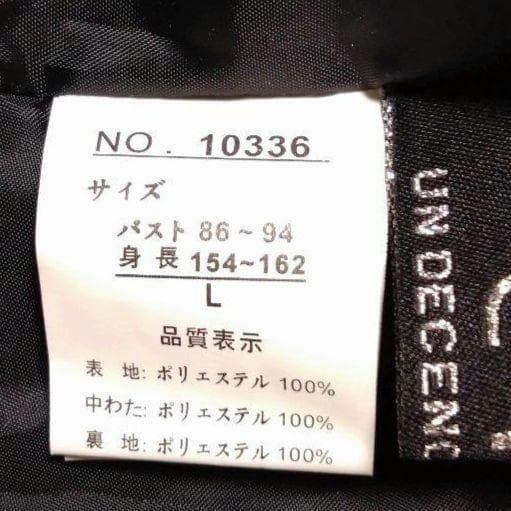 NO. 10336
サイズ
バスト 86~94
身長 154~162
L
品質表示
表 地: ポリエステル 100%
中わた: ポリエステル 100%
裏 地: ポリエステル 100%
UN DECENO